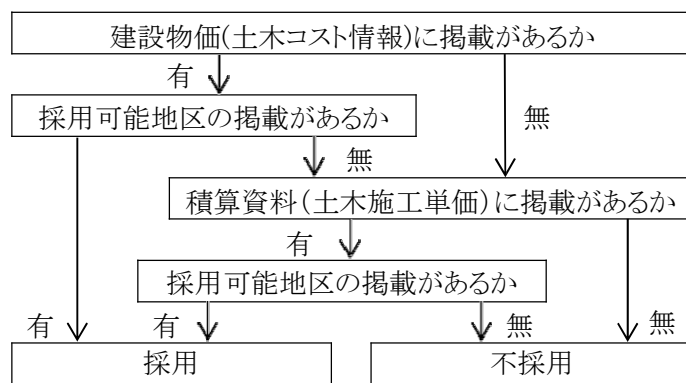 建設物価(土木コスト情報)に掲載があるか
有
採用可能地区の掲載があるか
無
無
積算資料(土木施工単価)に掲載があるか
有
採用可能地区の掲載があるか
有
有
無
無
採用
不採用